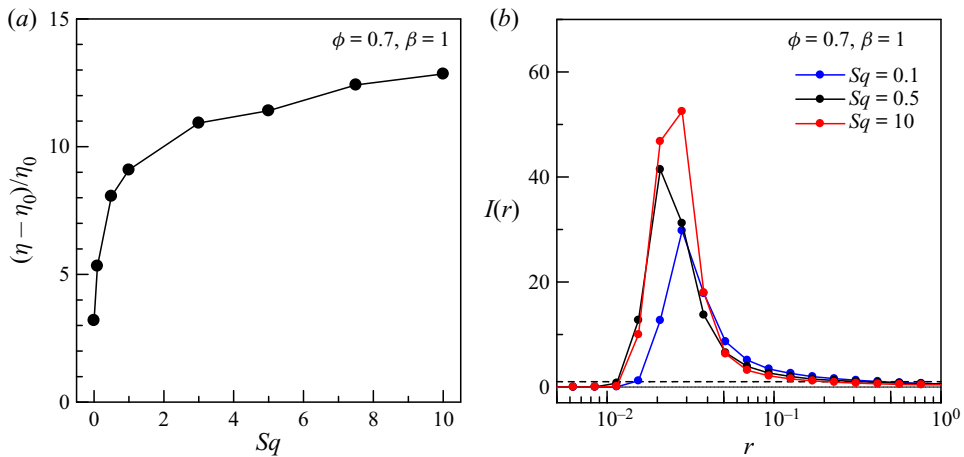 (a)
15
10
5
0
(η − η0)/η0
ϕ = 0.7, β = 1
0 2 4 6 8 10
Sq
(b)
60
40
20
0
I(r)
ϕ = 0.7, β = 1
Sq = 0.1
Sq = 0.5
Sq = 10
10−2 10−1 100
r